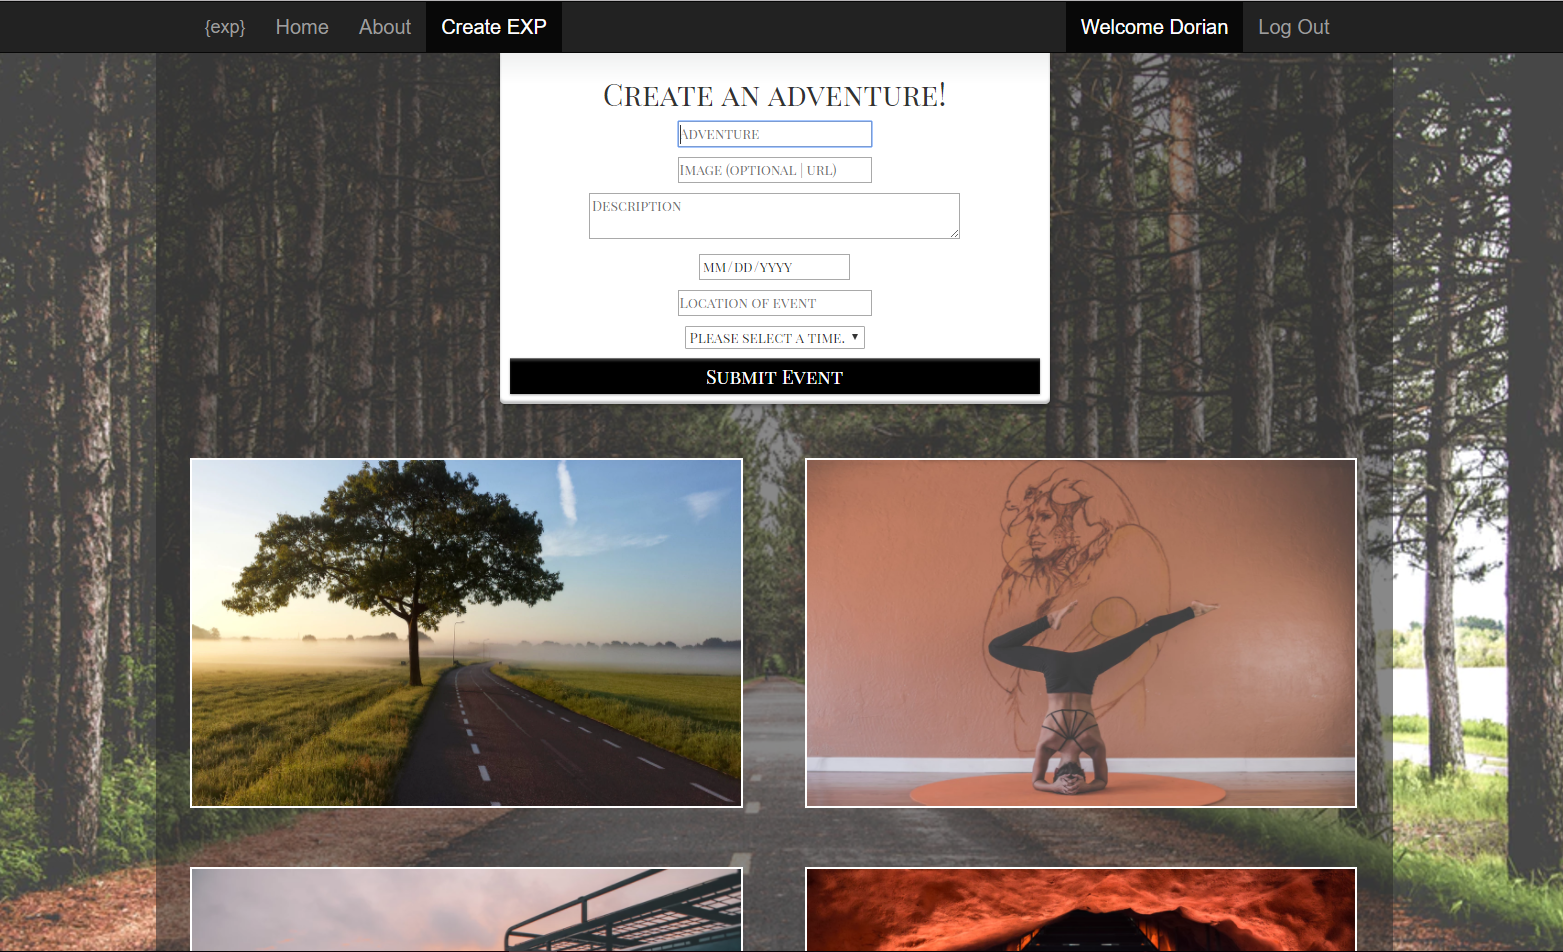 {exp} Home About Create EXP Welcome Dorian Log Out
Create an adventure!
Adventure
Image (optional | url)
Description
mm/dd/yyyy
Location of event
Please select a time.
Submit Event